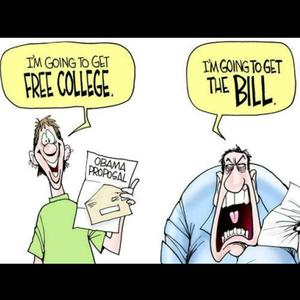 I'M GOING TO GET
FREE COLLEGE.
OBAMA
PROPOSAL
I'M GOING TO GET
THE BILL.